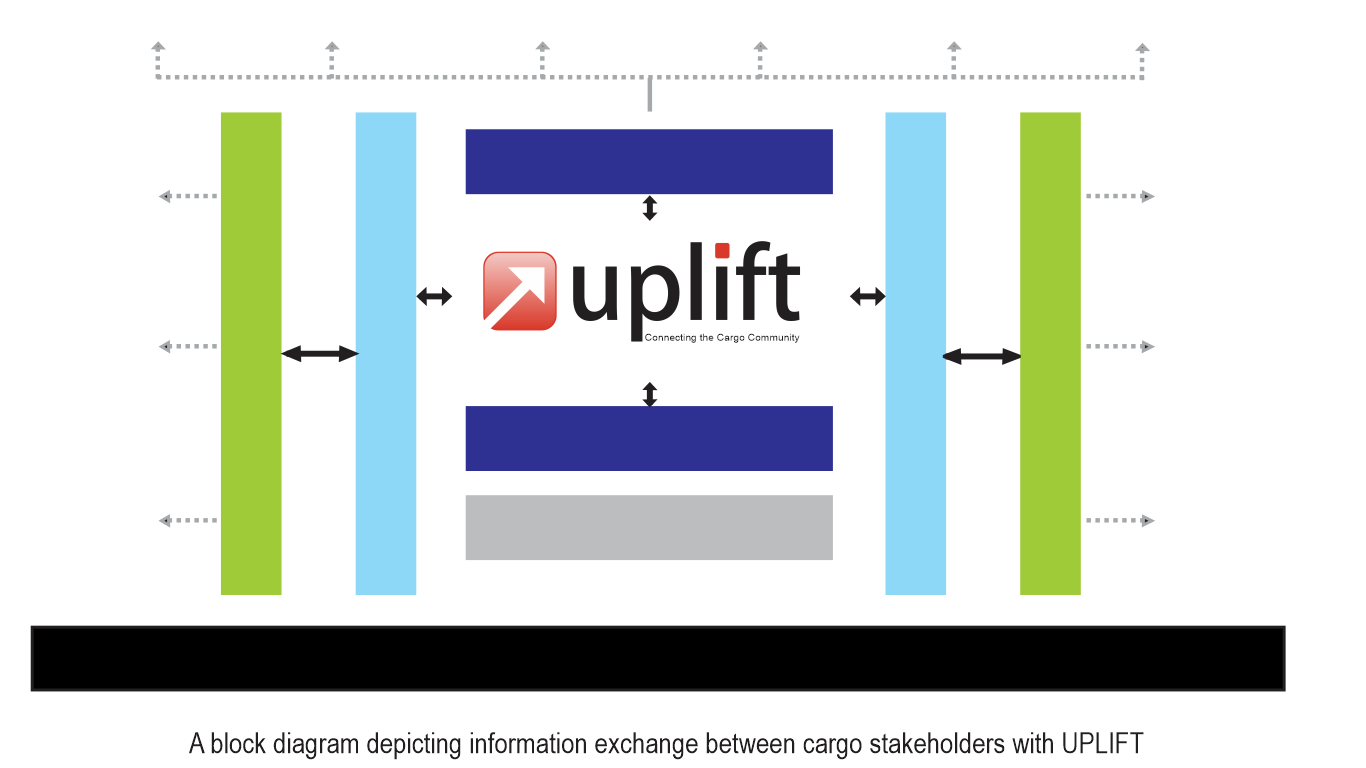 uplift
Connecting the Cargo Community
A block diagram depicting information exchange between cargo stakeholders with UPLIFT